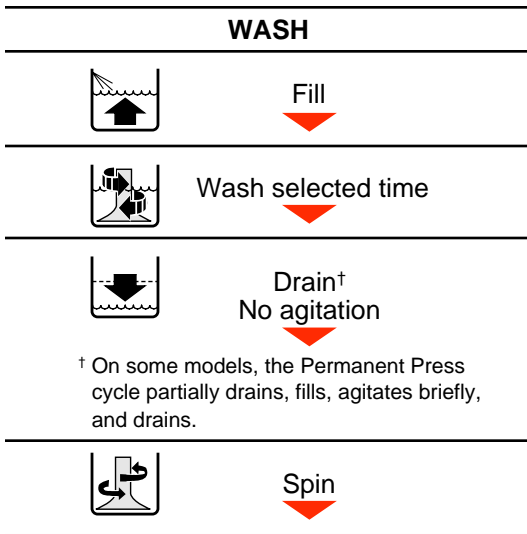 WASH
Fill
Wash selected time
Drain†
No agitation
† On some models, the Permanent Press
cycle partially drains, fills, agitates briefly,
and drains.
Spin